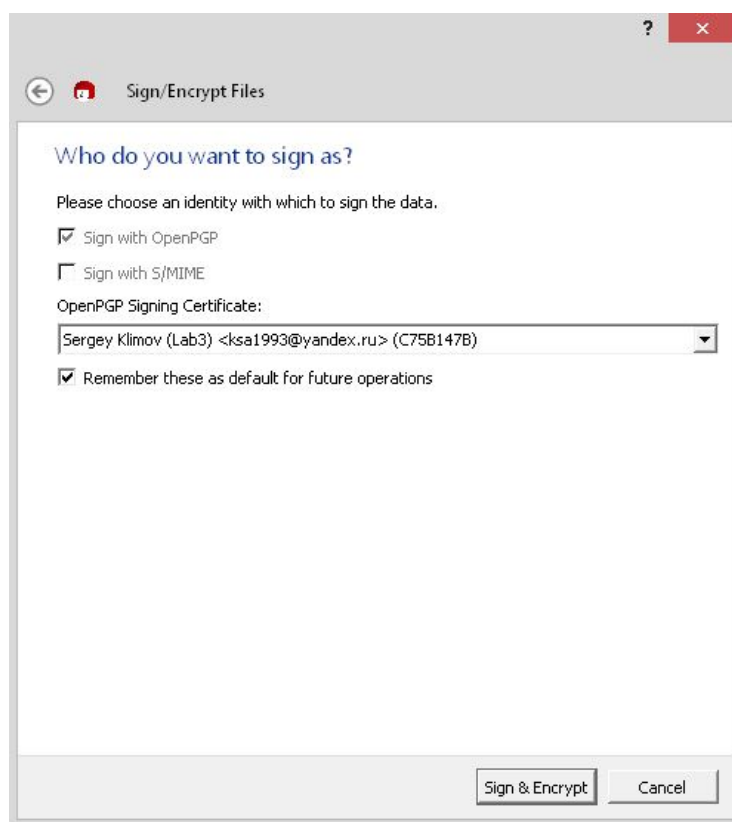 ?
Sign/Encrypt Files
Who do you want to sign as?
Please choose an identity with which to sign the data.
Sign with OpenPGP
Sign with S/MIME
OpenPGP Signing Certificate:
Sergey Klimov (Lab3) <ksa1993@yandex.ru> (C75B147B)
Remember these as default for future operations
Sign & Encrypt Cancel